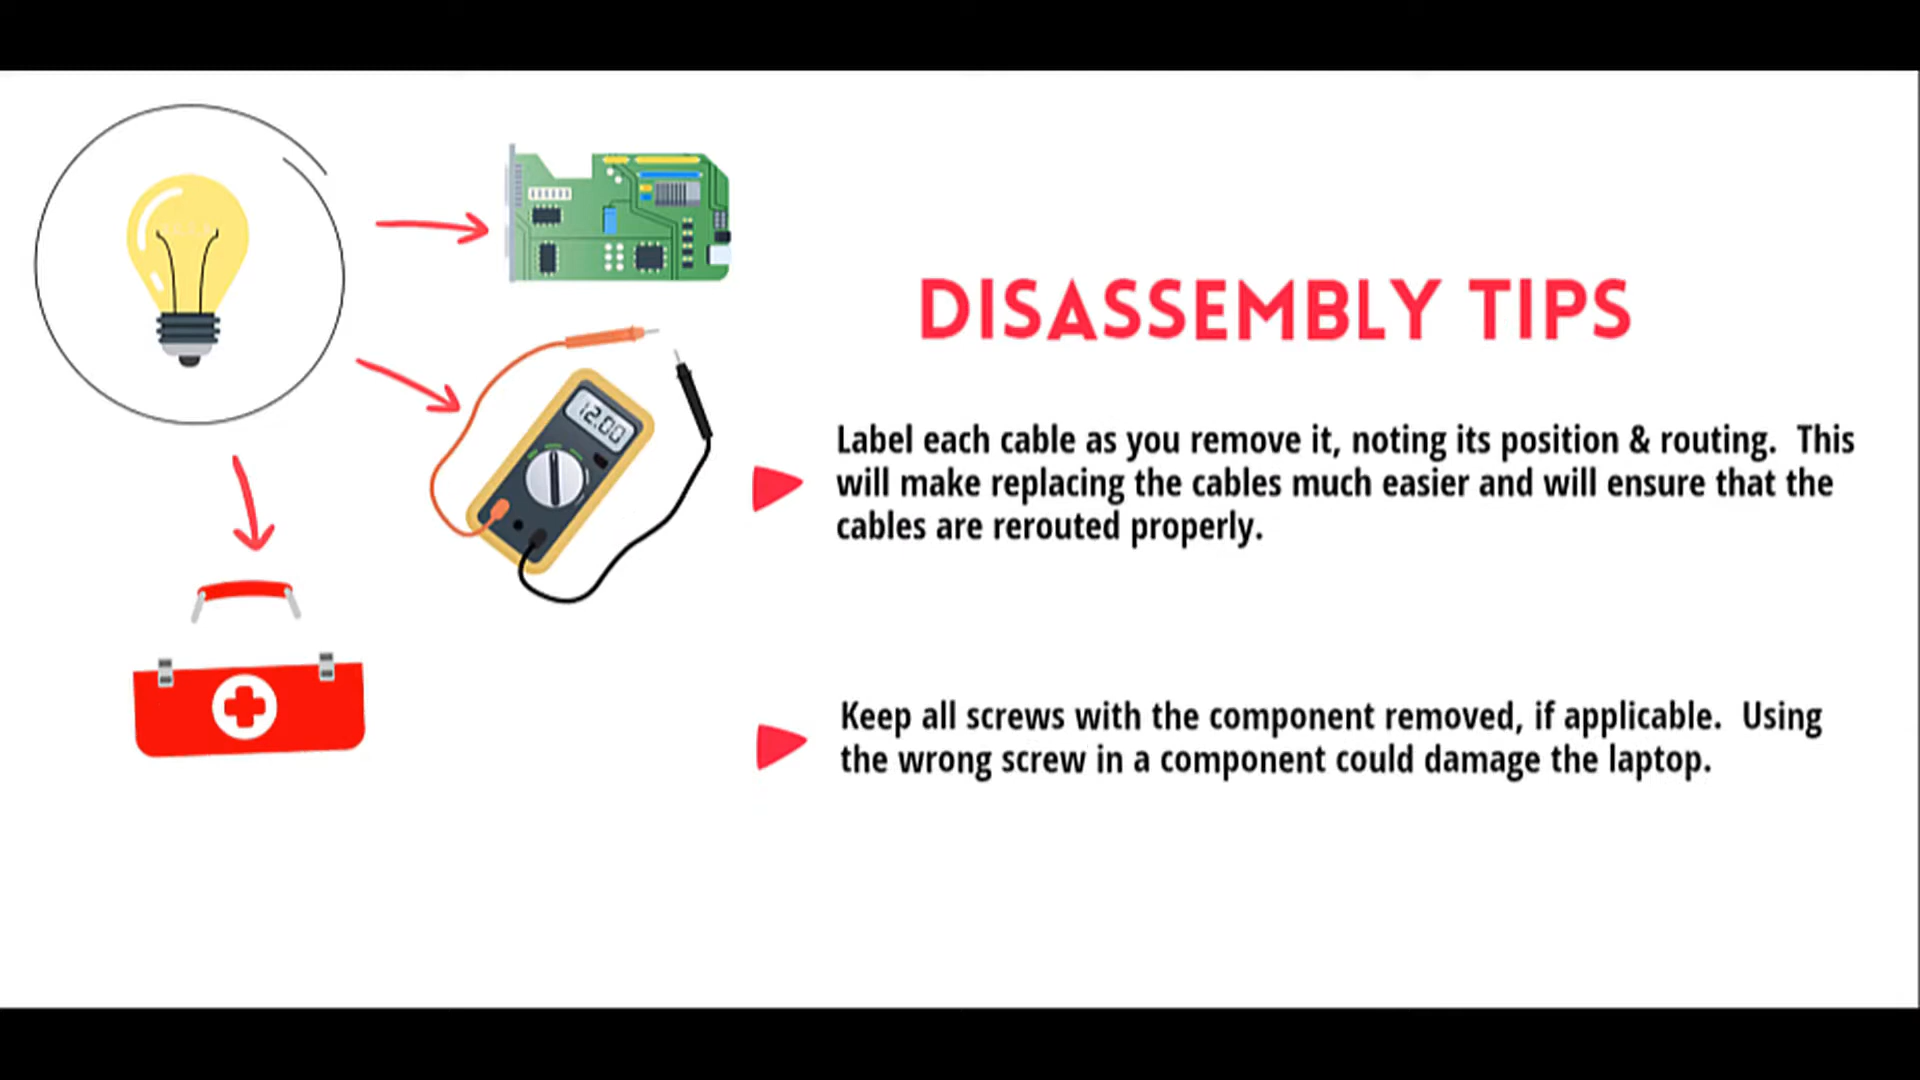 DISASSEMBLY TIPS
12.00
Label each cable as you remove it, noting its position & routing. This
will make replacing the cables much easier and will ensure that the
cables are rerouted properly.
Keep all screws with the component removed, if applicable. Using
the wrong screw in a component could damage the laptop.